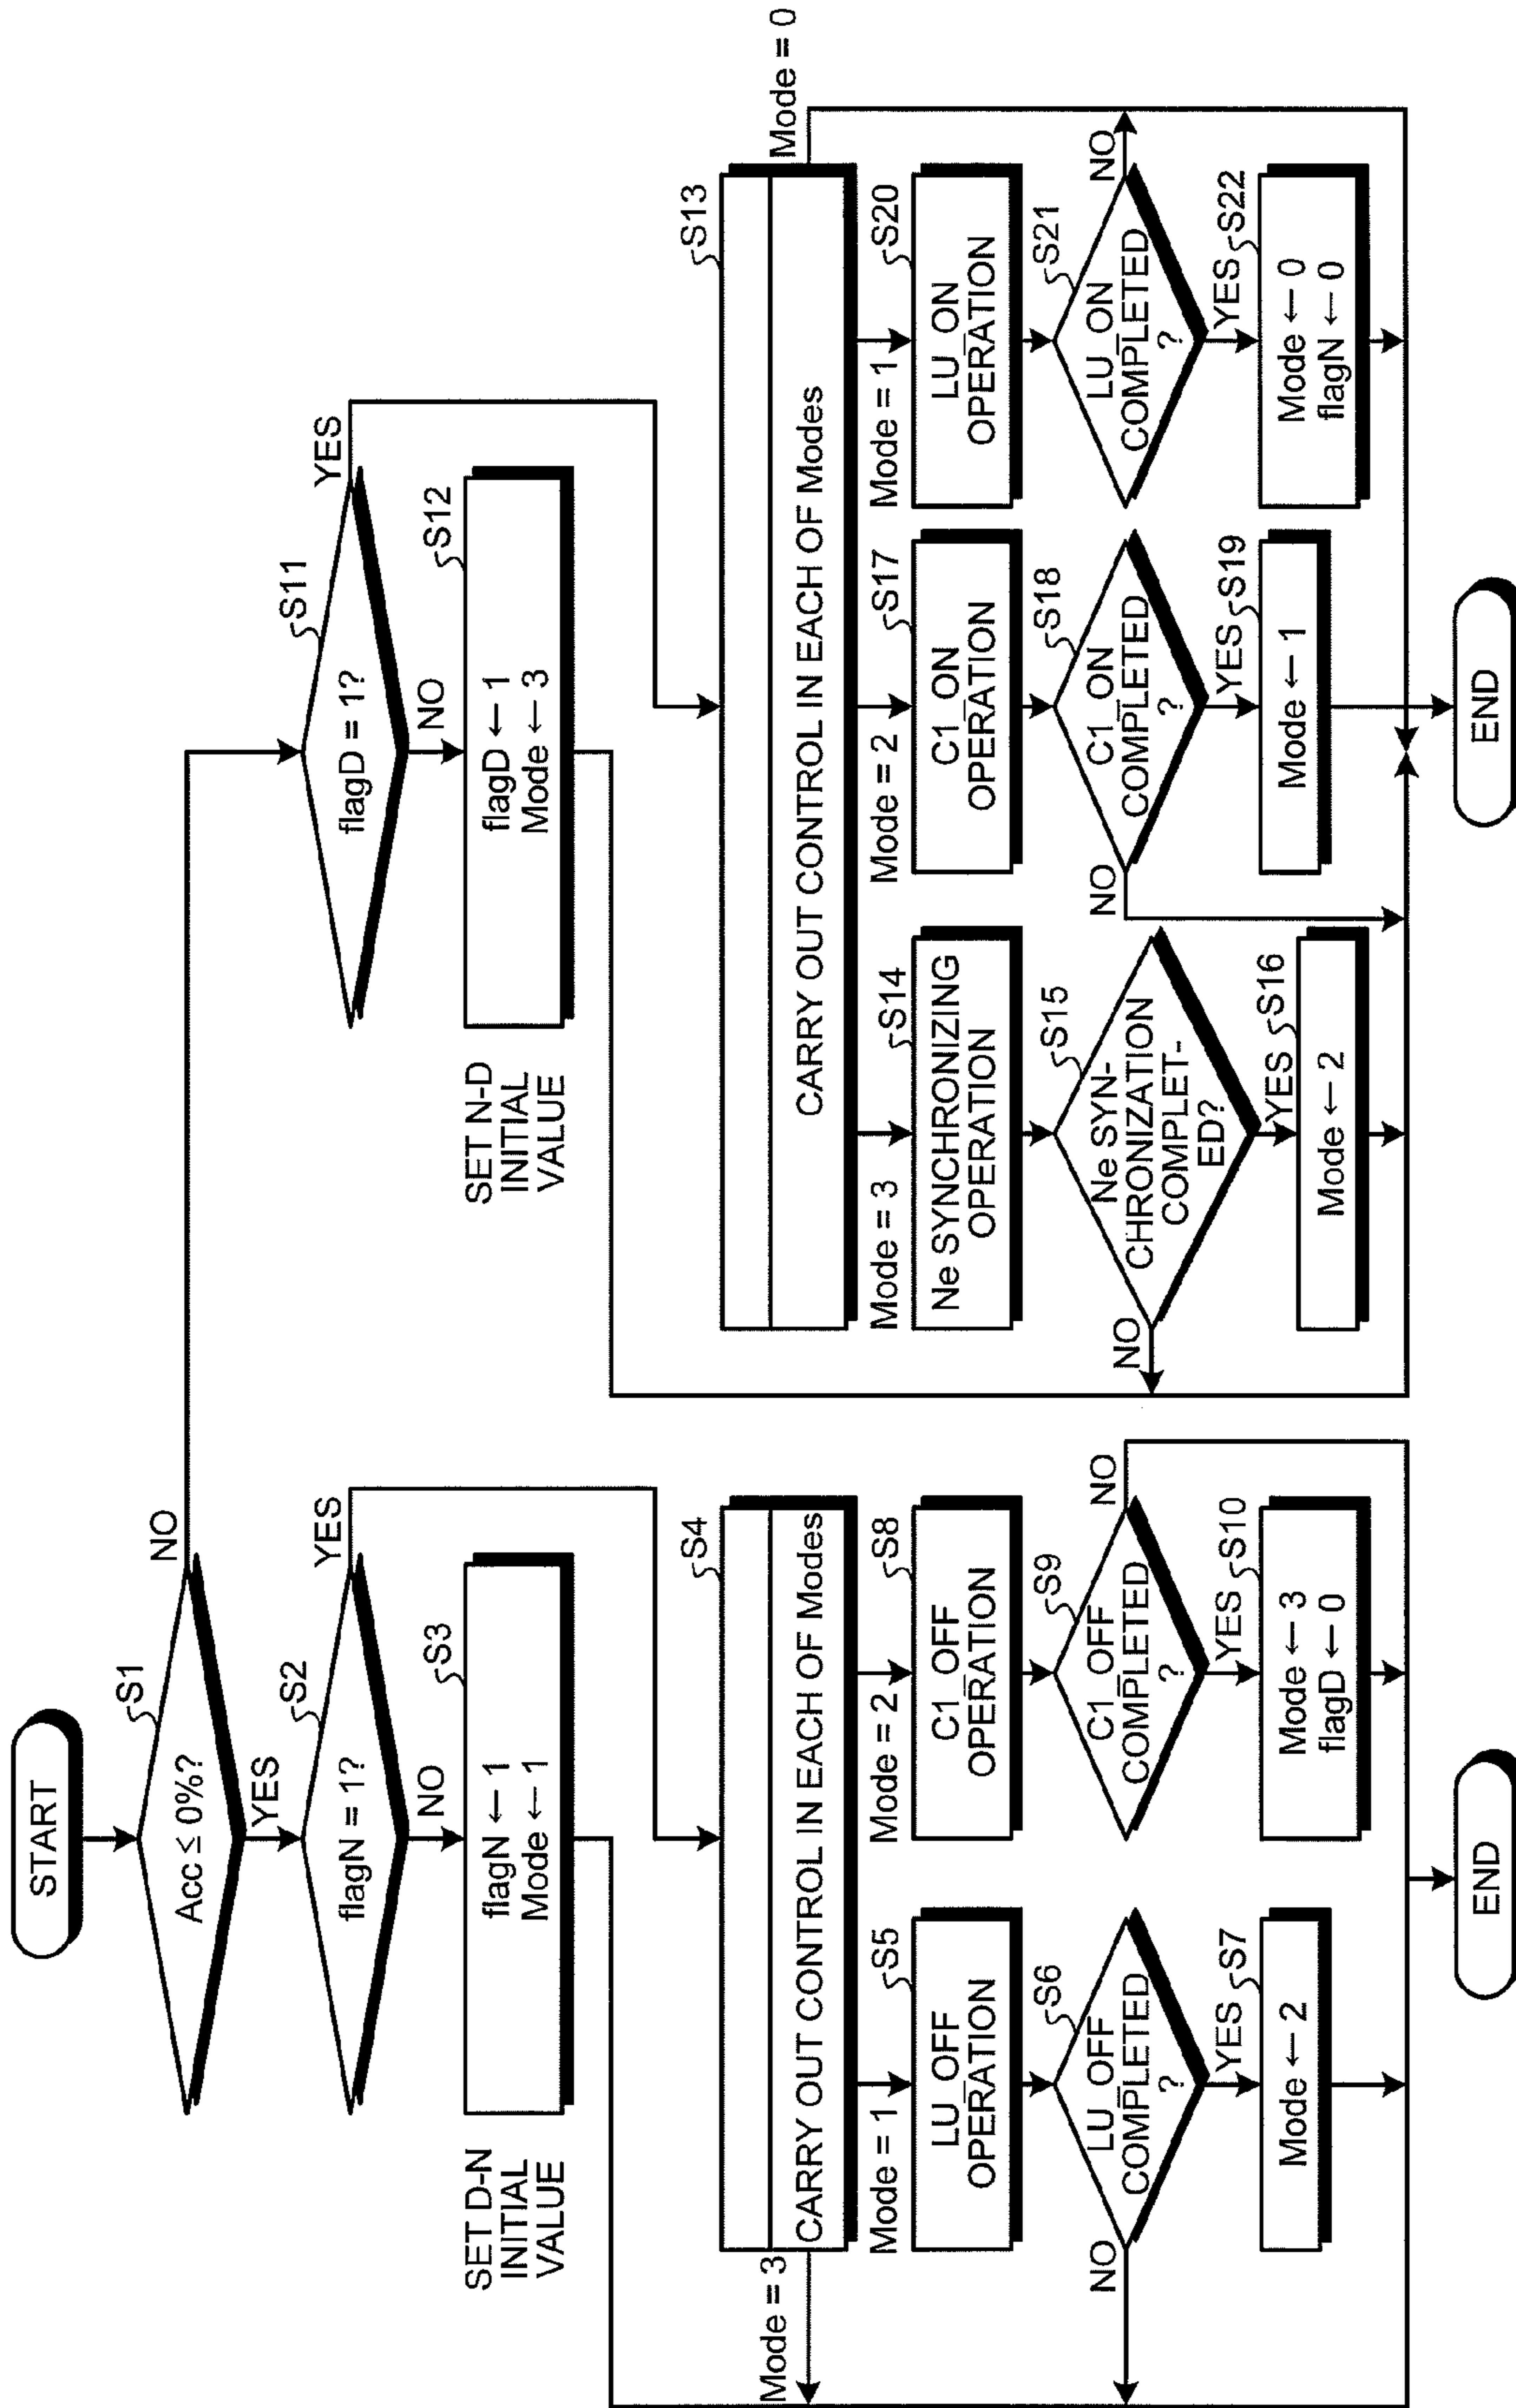 START
Acc ≤ 0%?
S1
NO
YES
flagN = 1?
S2
YES
NO
SET D-N
INITIAL
VALUE
flagN ← 1
Mode ← 1
S3
S4
CARRY OUT CONTROL IN EACH OF Modes
Mode = 3
Mode = 1
LU_OFF
OPERATION
S5
LU_OFF
COMPLETED
?
S6
NO
YES
S7
Mode ← 2
Mode = 2
C1_OFF
OPERATION
S8
C1_OFF
COMPLETED
?
S9
NO
YES
S10
Mode ← 3
flagD ← 0
END
flagD = 1?
S11
YES
NO
SET N-D
INITIAL
VALUE
flagD ← 1
Mode ← 3
S12
S13
CARRY OUT CONTROL IN EACH OF Modes
Mode = 0
Mode = 3
Ne SYNCHRONIZING
OPERATION
S14
Ne SYN-
CHRONIZATION
COMPLET-
ED?
S15
NO
YES
S16
Mode ← 2
Mode = 2
C1_ON
OPERATION
S17
C1_ON
COMPLETED
?
S18
NO
YES
S19
Mode ← 1
Mode = 1
LU_ON
OPERATION
S20
LU_ON
COMPLETED
?
S21
NO
YES
S22
Mode ← 0
flagN ← 0
END